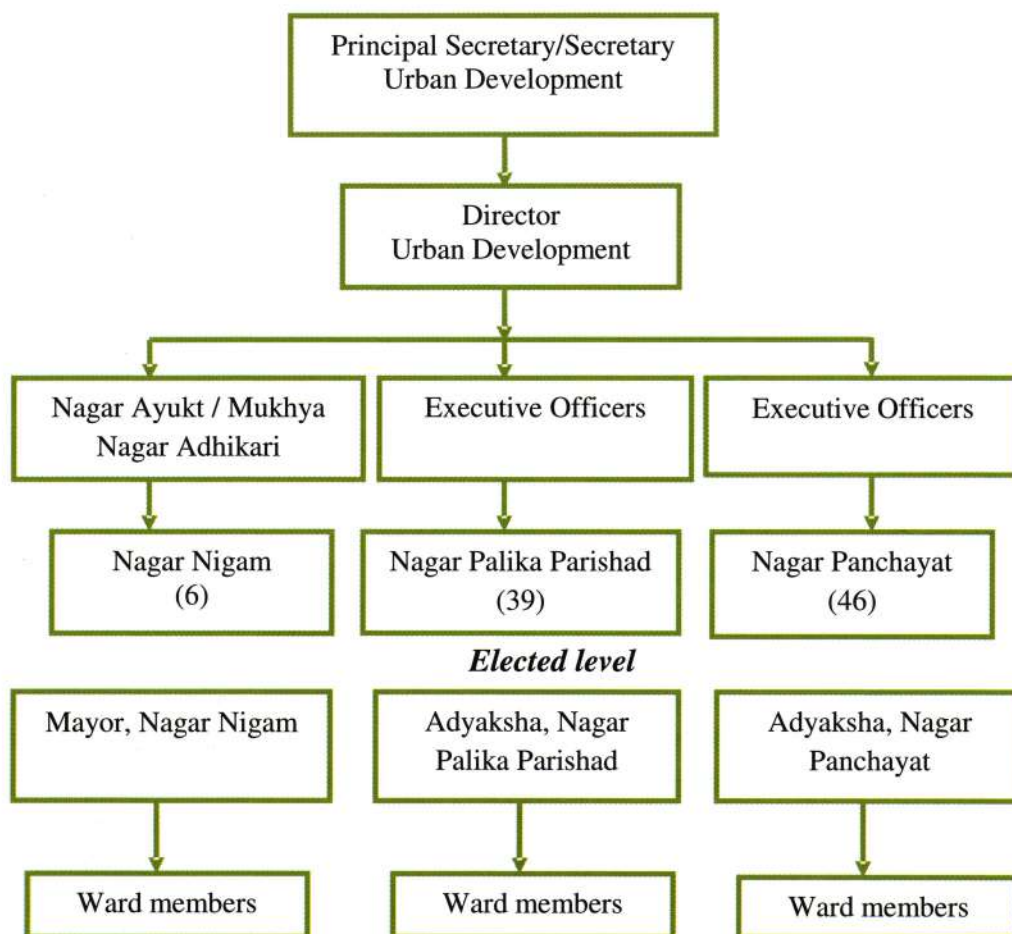 Principal Secretary/Secretary
Urban Development
Director
Urban Development
Nagar Ayukt / Mukhya
Nagar Adhikari
Executive Officers
Executive Officers
Nagar Nigam
(6)
Nagar Palika Parishad
(39)
Nagar Panchayat
(46)
Elected level
Mayor, Nagar Nigam
Adyaksha, Nagar
Palika Parishad
Adyaksha, Nagar
Panchayat
Ward members
Ward members
Ward members